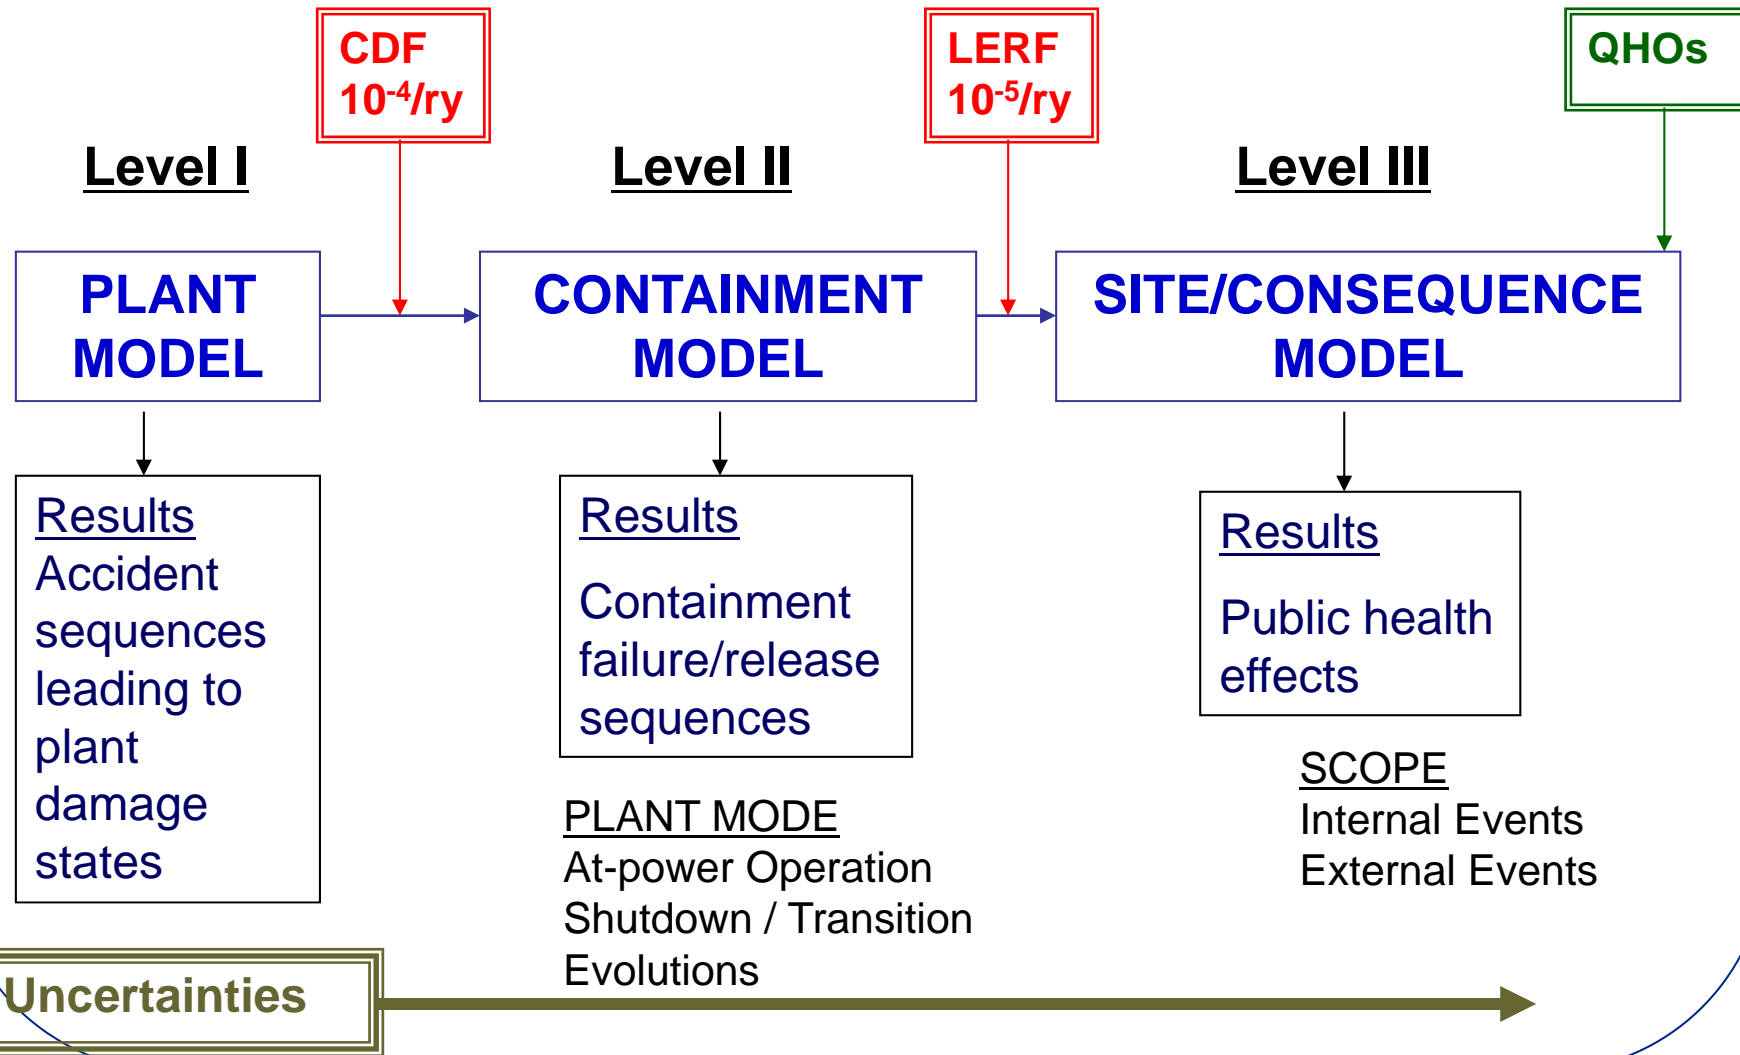 CDF
10⁻⁴/ry
LERF
10⁻⁵/ry
QHOs
Level I
Level II
Level III
PLANT
MODEL
CONTAINMENT
MODEL
SITE/CONSEQUENCE
MODEL
Results
Accident
sequences
leading to
plant
damage
states
Results
Containment
failure/release
sequences
Results
Public health
effects
PLANT MODE
At-power Operation
Shutdown / Transition
Evolutions
SCOPE
Internal Events
External Events
Uncertainties